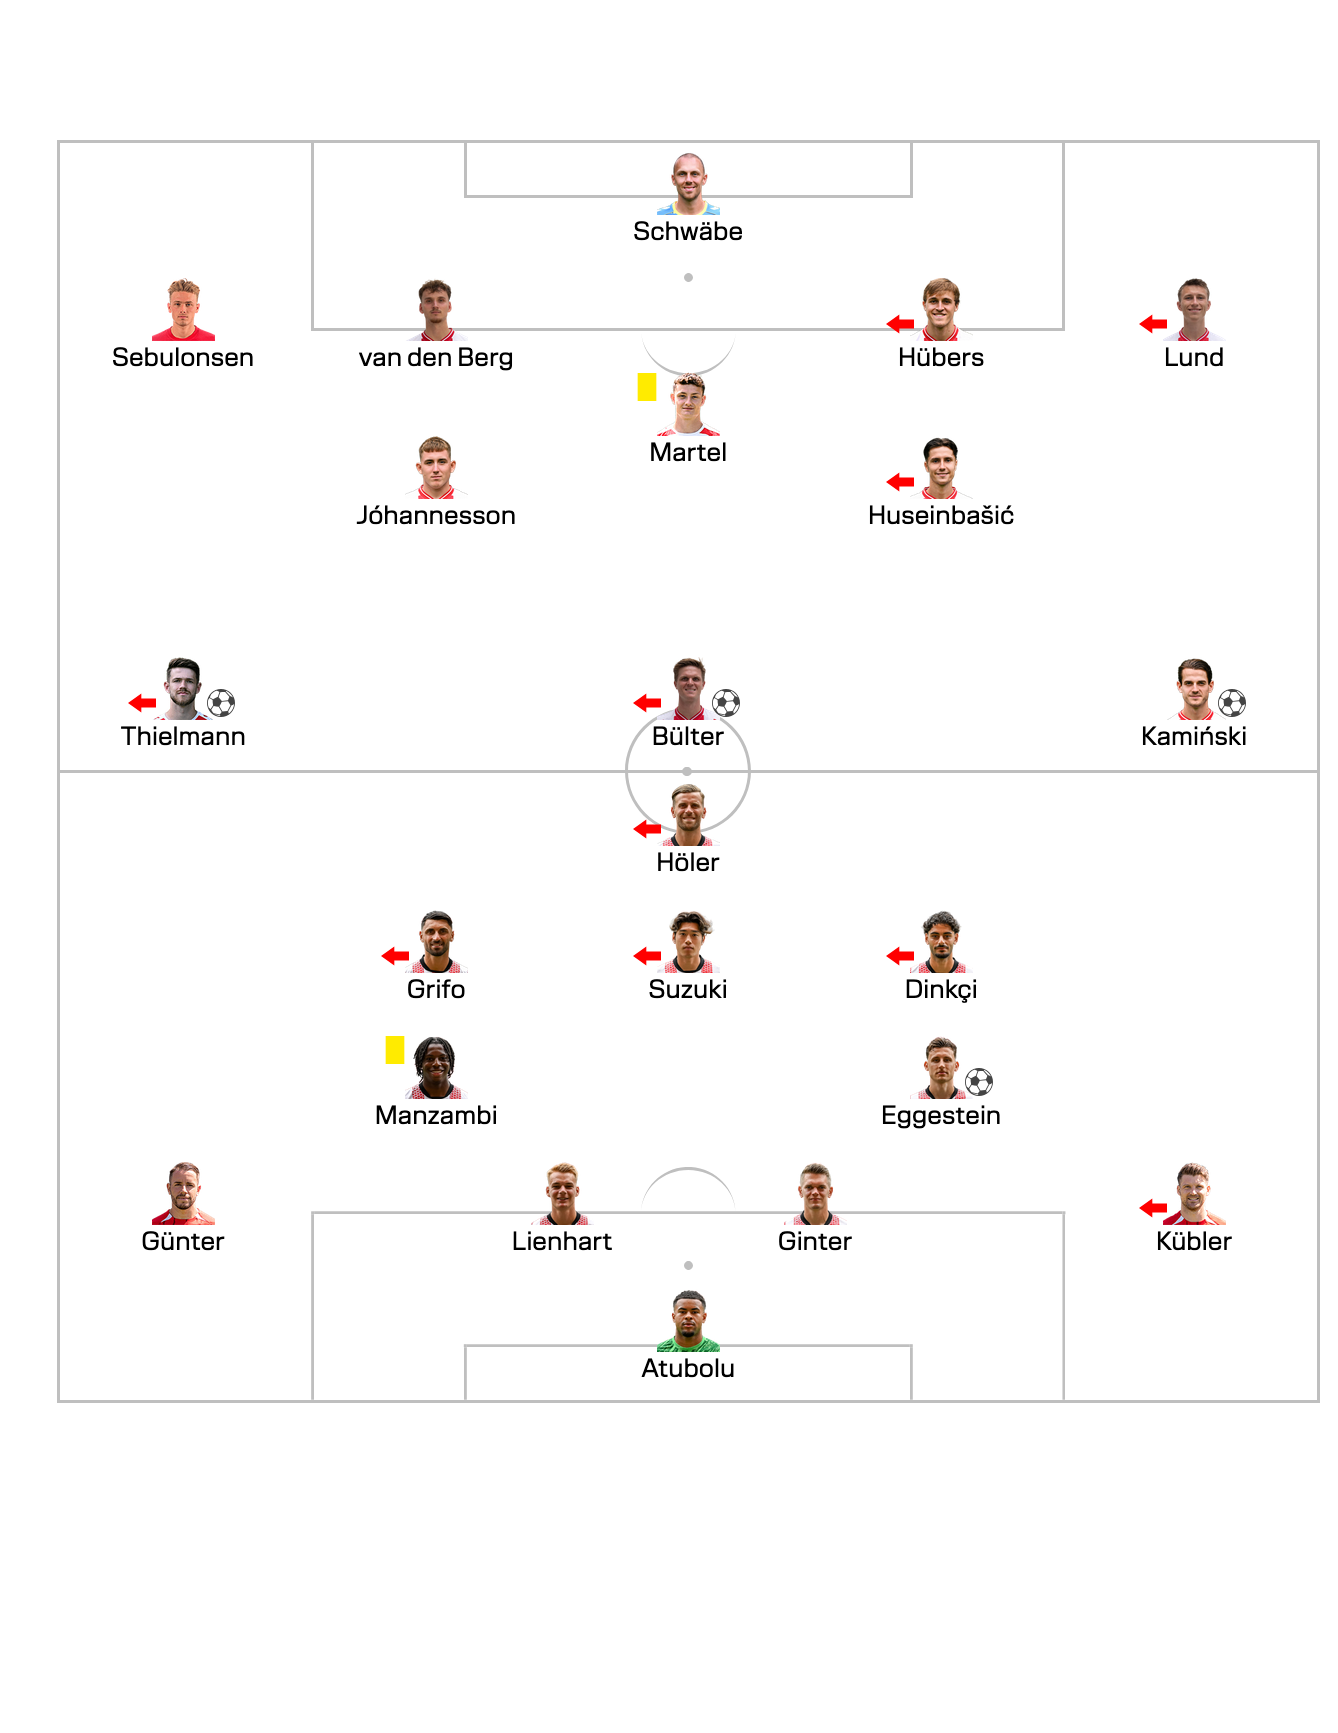 Schwäbe
Sebulonsen
van den Berg
Hübers
Lund
Martel
Jóhannesson
Huseinbašić
Thielmann
Bülter
Kamiński
Höler
Grifo
Suzuki
Dinkçi
Manzambi
Eggestein
Günter
Lienhart
Ginter
Kübler
Atubolu